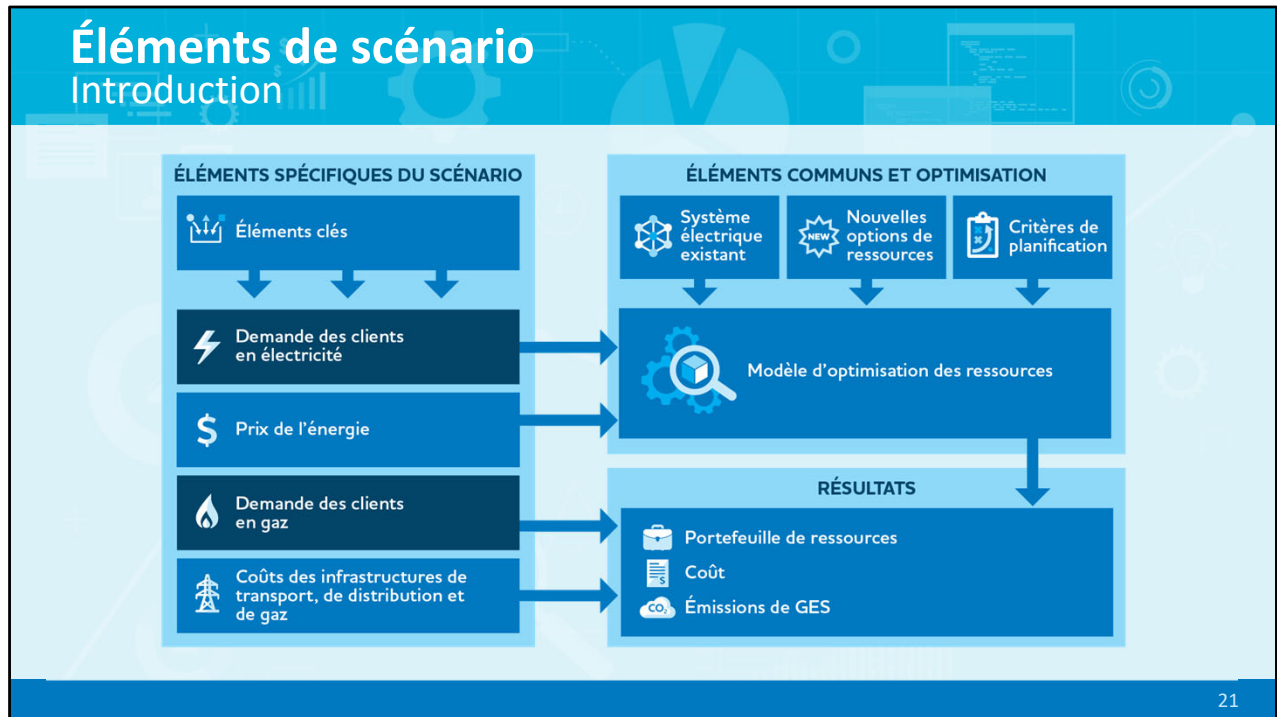 Éléments de scénario
Introduction
ÉLÉMENTS SPÉCIFIQUES DU SCÉNARIO
Éléments clés
Demande des clients
en électricité
Prix de l'énergie
Demande des clients
en gaz
Coûts des infrastructures de
transport, de distribution et
de gaz
ÉLÉMENTS COMMUNS ET OPTIMISATION
Système
électrique
existant
NEW
Nouvelles
options de
ressources
Critères de
planification
Modèle d'optimisation des ressources
RÉSULTATS
Portefeuille de ressources
$
Coût
CO₂
Émissions de GES
21